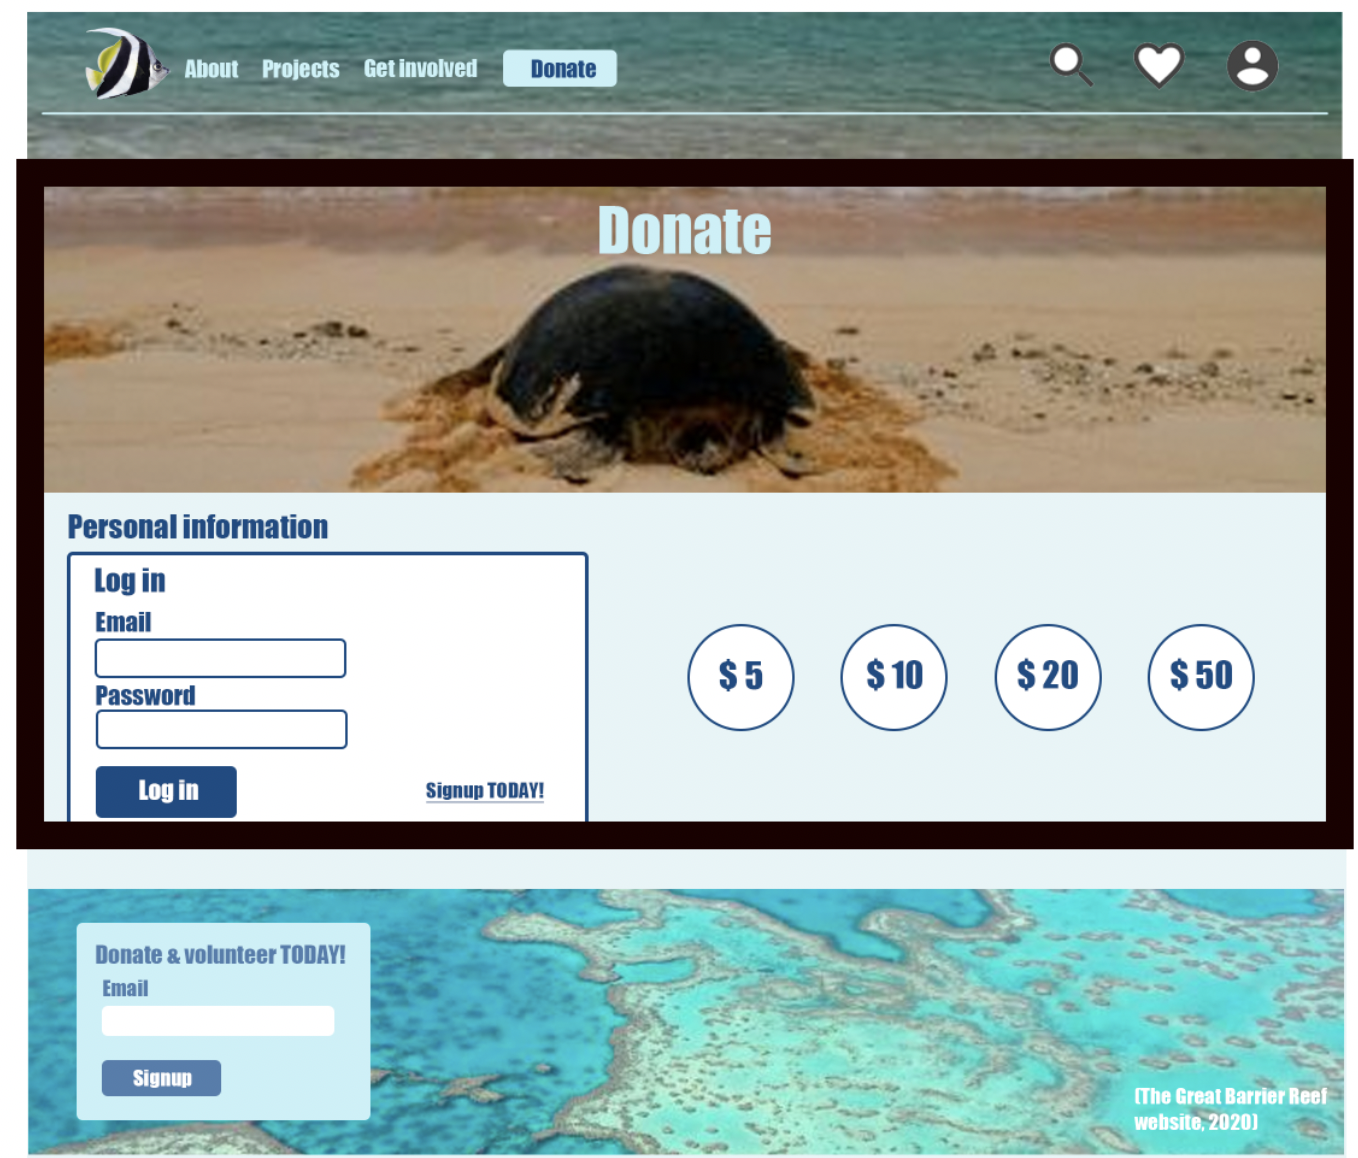 About Projects Get involved Donate
Donate
Personal information
Log in
Email
Password
Log in
Signup TODAY!
$ 5 $ 10 $ 20 $ 50
Donate & volunteer TODAY!
Email
Signup
(The Great Barrier Reef
website, 2020)